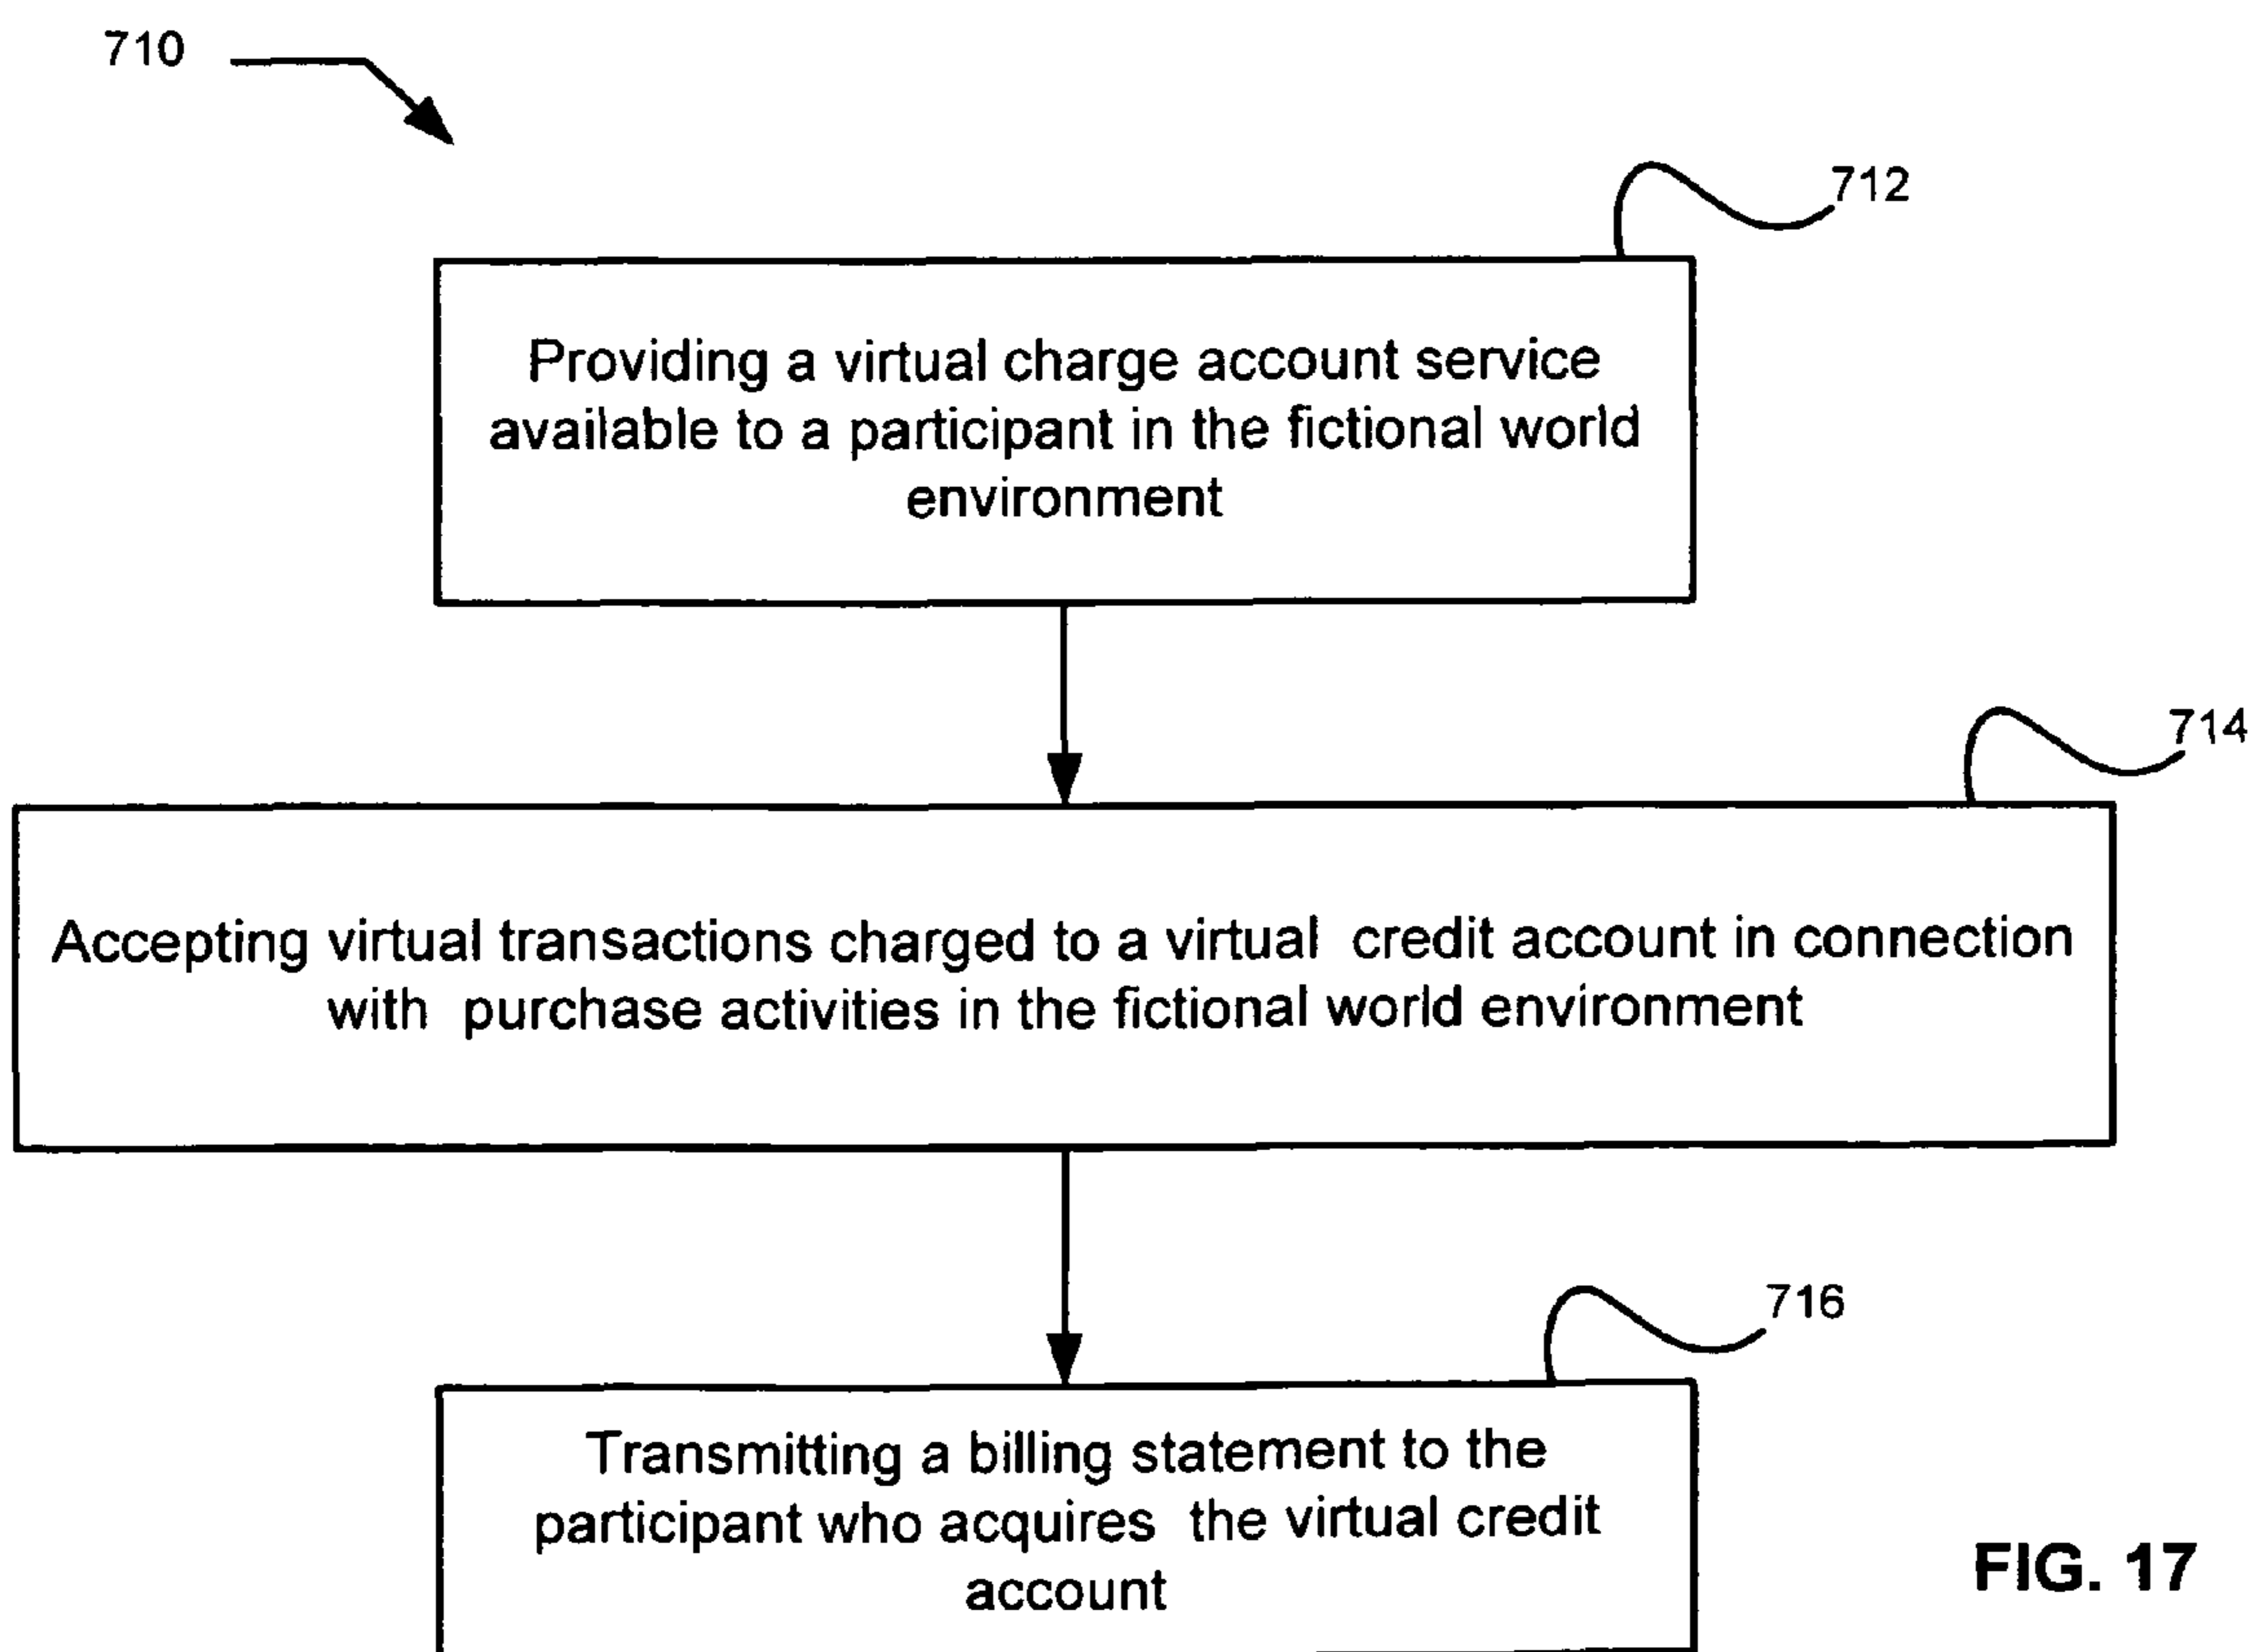 710
712
Providing a virtual charge account service
available to a participant in the fictional world
environment
714
Accepting virtual transactions charged to a virtual credit account in connection
with purchase activities in the fictional world environment
716
Transmitting a billing statement to the
participant who acquires the virtual credit
account
FIG. 17